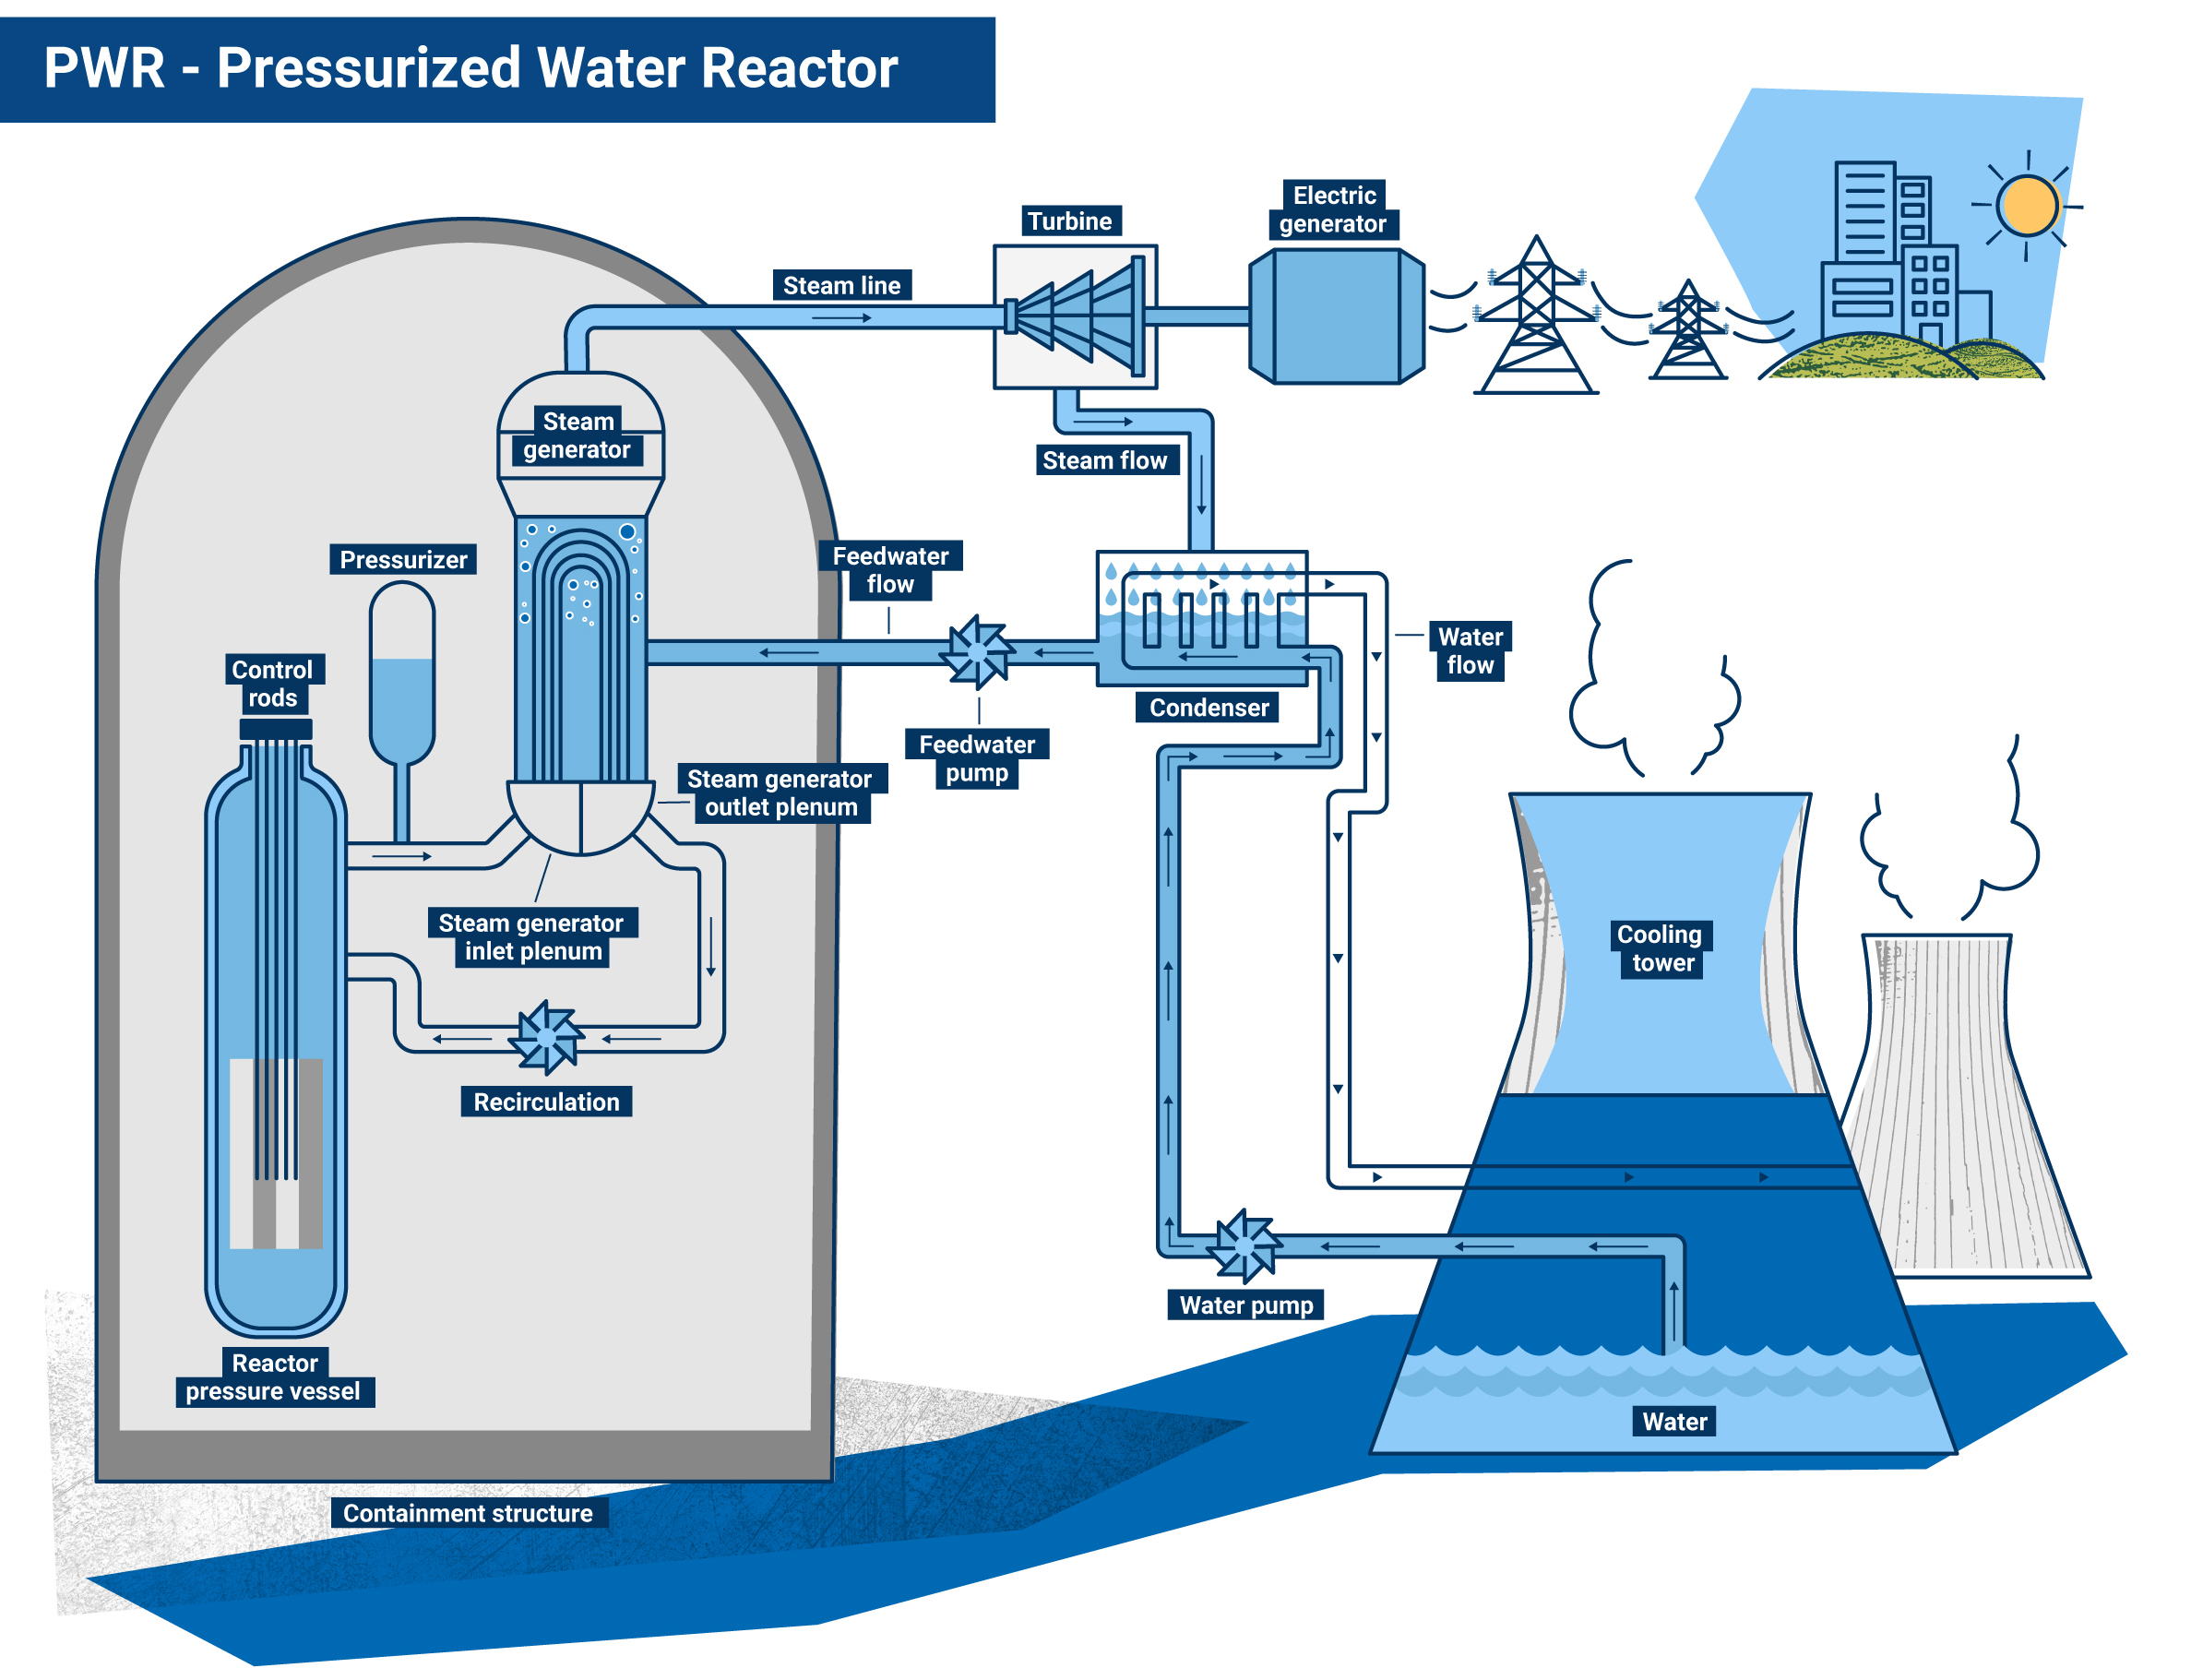 PWR - Pressurized Water Reactor
Electric
generator
Turbine
Steam line
Steam
generator
Steam flow
Pressurizer
Feedwater
flow
Water
flow
Control
rods
Condenser
Feedwater
pump
Steam generator
outlet plenum
Steam generator
inlet plenum
Cooling
tower
Recirculation
Water pump
Reactor
pressure vessel
Water
Containment structure